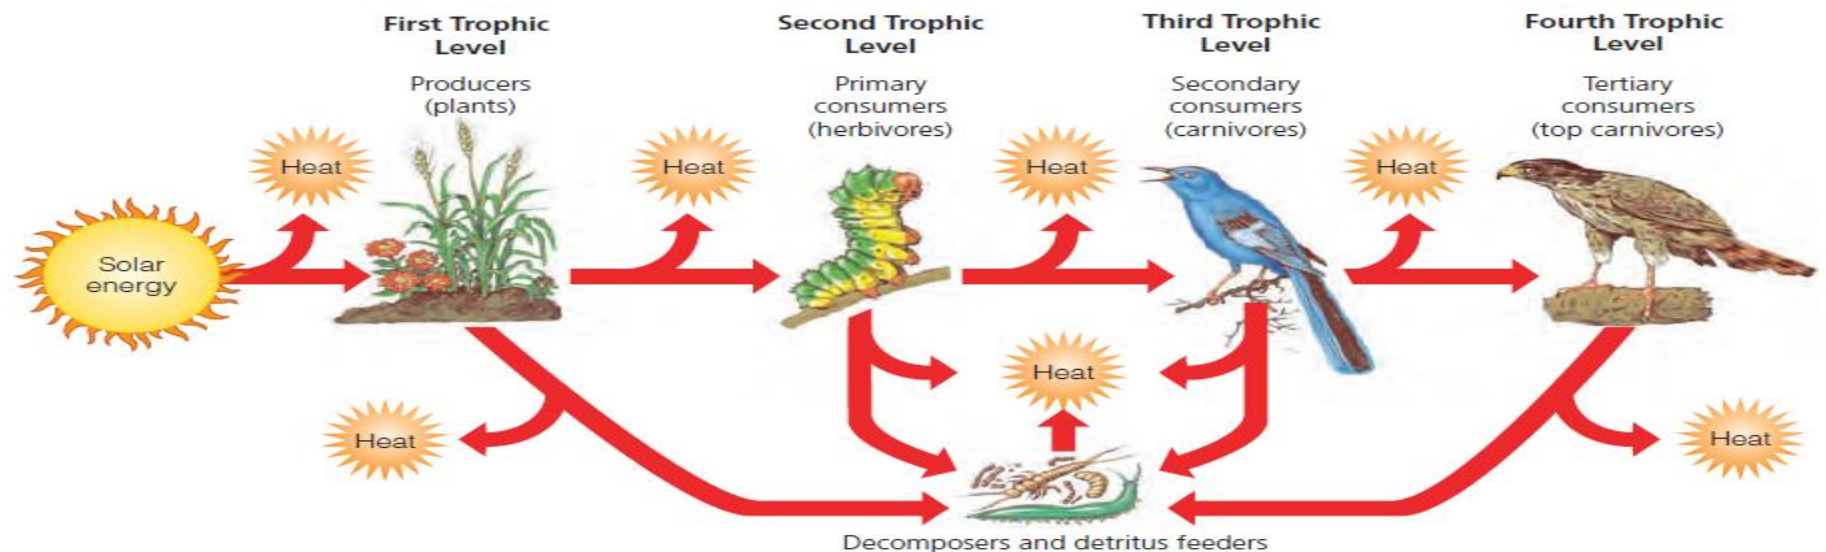 First Trophic
Level
Producers
(plants)
Second Trophic
Level
Primary
consumers
(herbivores)
Third Trophic
Level
Secondary
consumers
(carnivores)
Fourth Trophic
Level
Tertiary
consumers
(top carnivores)
Heat
Heat
Heat
Heat
Solar
energy
Heat
Heat
Heat
Decomposers and detritus feeders